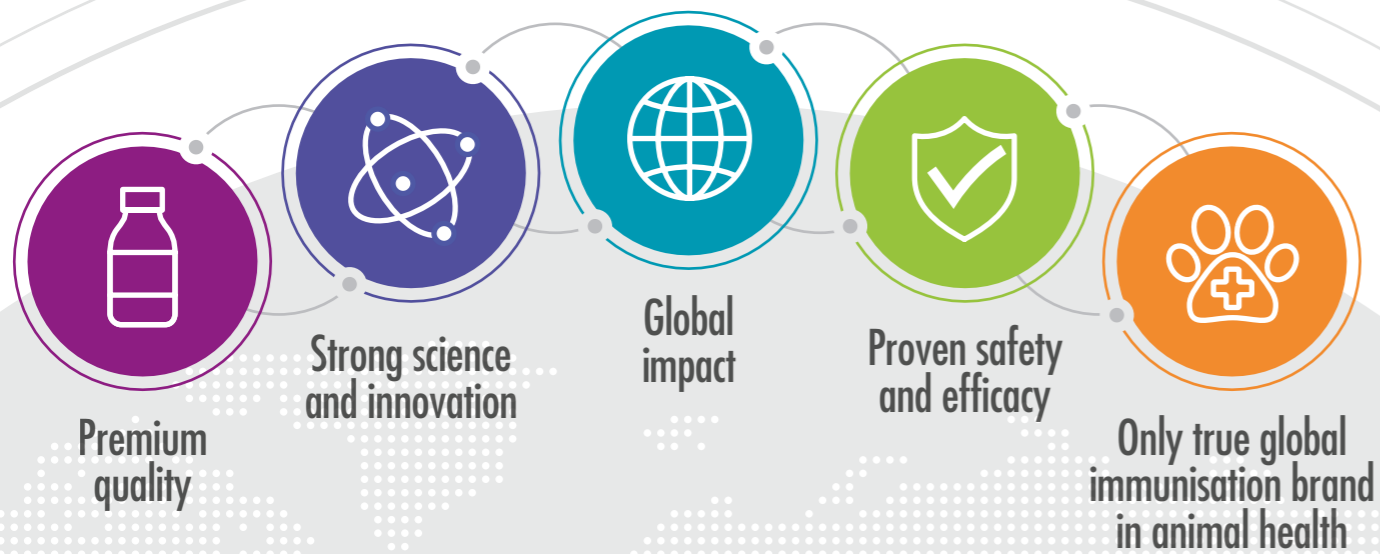 Premium
quality
Strong science
and innovation
Global
impact
Proven safety
and efficacy
Only true global
immunisation brand
in animal health